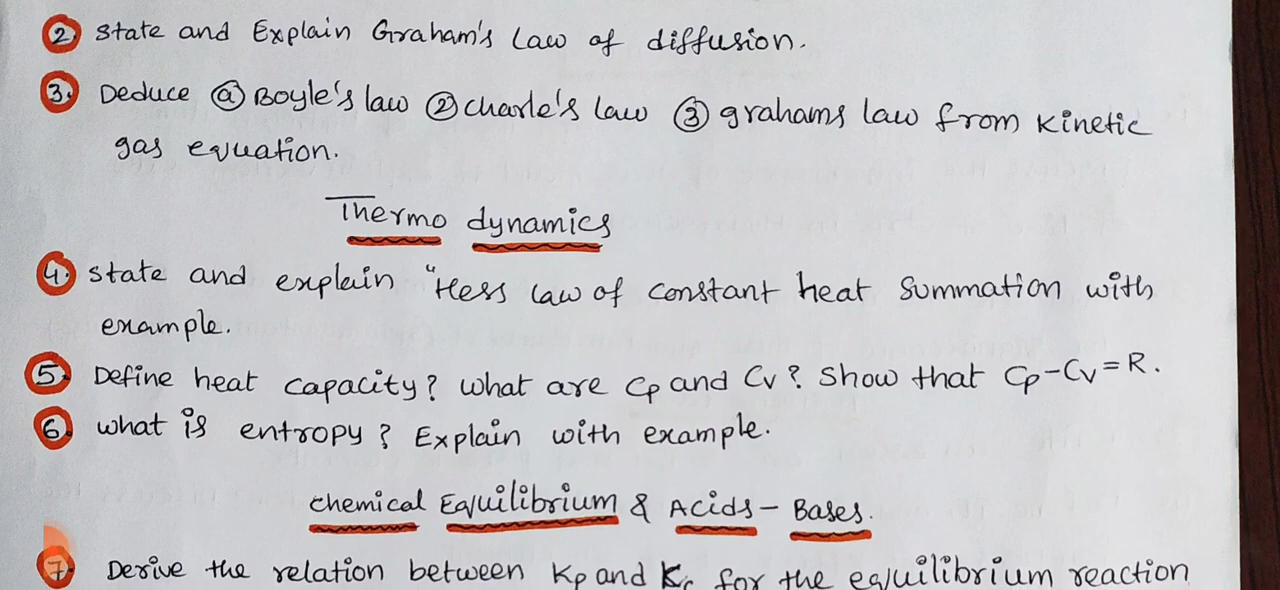 2. State and Explain Graham's Law of diffusion.
3. Deduce ⓐ Boyle's law ② charle's law ③ grahams law from kinetic
gas equation.
Thermo dynamics
4. state and explain "Hess law of constant heat summation with
example.
5. Define heat capacity? what are Cp and Cv? Show that Cp-Cv=R.
6. what is entropy? Explain with example.
chemical Equilibrium & Acids - Bases.
7. Derive the relation between Kp and Kc for the equilibrium reaction